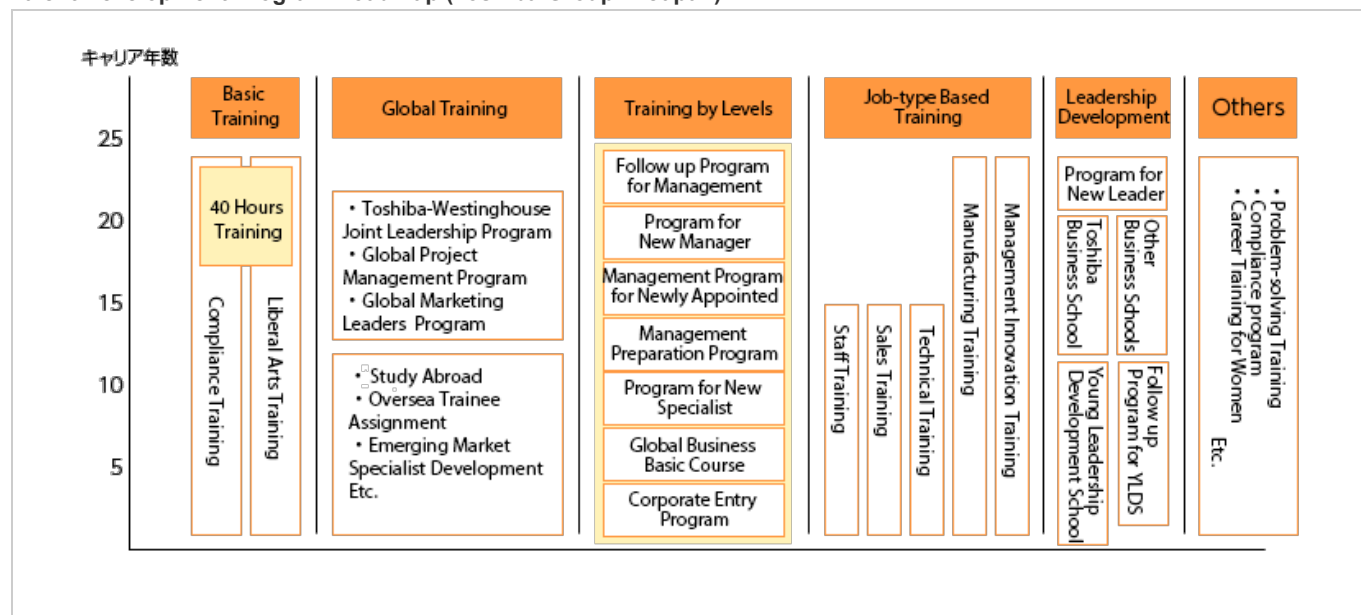 キャリア年数
25
20
15
10
5
Basic
Training
40 Hours
Training
Compliance Training
Liberal Arts Training
Global Training
・Toshiba-Westinghouse
Joint Leadership Program
・Global Project
Management Program
・Global Marketing
Leaders Program
・Study Abroad
・Oversea Trainee
Assignment
・Emerging Market
Specialist Development
Etc.
Training by Levels
Follow up Program
for Management
Program for
New Manager
Management Program
for Newly Appointed
Management
Preparation Program
Program for New
Specialist
Global Business
Basic Course
Corporate Entry
Program
Job-type Based
Training
Staff Training
Sales Training
Technical Training
Manufacturing Training
Management Innovation Training
Leadership
Development
Program for
New Leader
Toshiba
Business School
Other
Business Schools
Young Leadership
Development School
Follow up
Program for YLDS
Others
・Problem-solving Training
・Compliance program
・Career Training for Women
Etc.